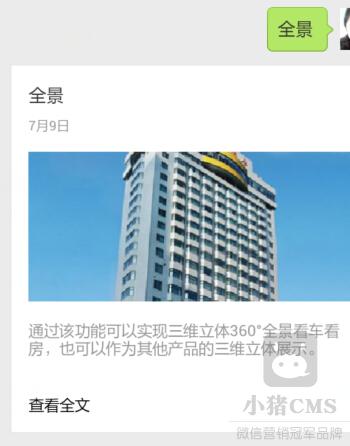 全景
全景
7月9日
通过该功能可以实现三维立体360°全景看车看
房，也可以作为其他产品的三维立体展示。
查看全文
小猪CMS
微信营销冠军品牌